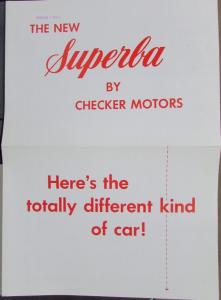 THE NEW
Superba
BY
CHECKER MOTORS
Here's the
totally different kind
of car!